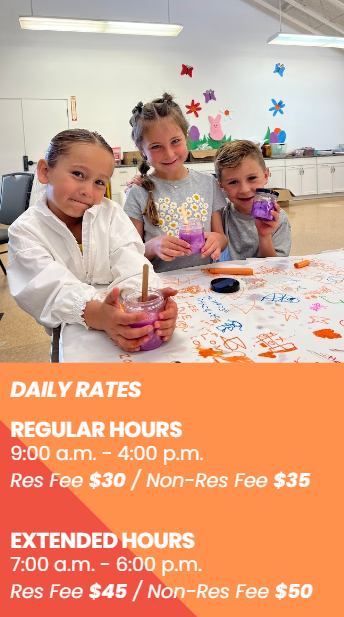 DAILY RATES
REGULAR HOURS
9:00 a.m. - 4:00 p.m.
Res Fee $30 / Non-Res Fee $35
EXTENDED HOURS
7:00 a.m. - 6:00 p.m.
Res Fee $45 / Non-Res Fee $50